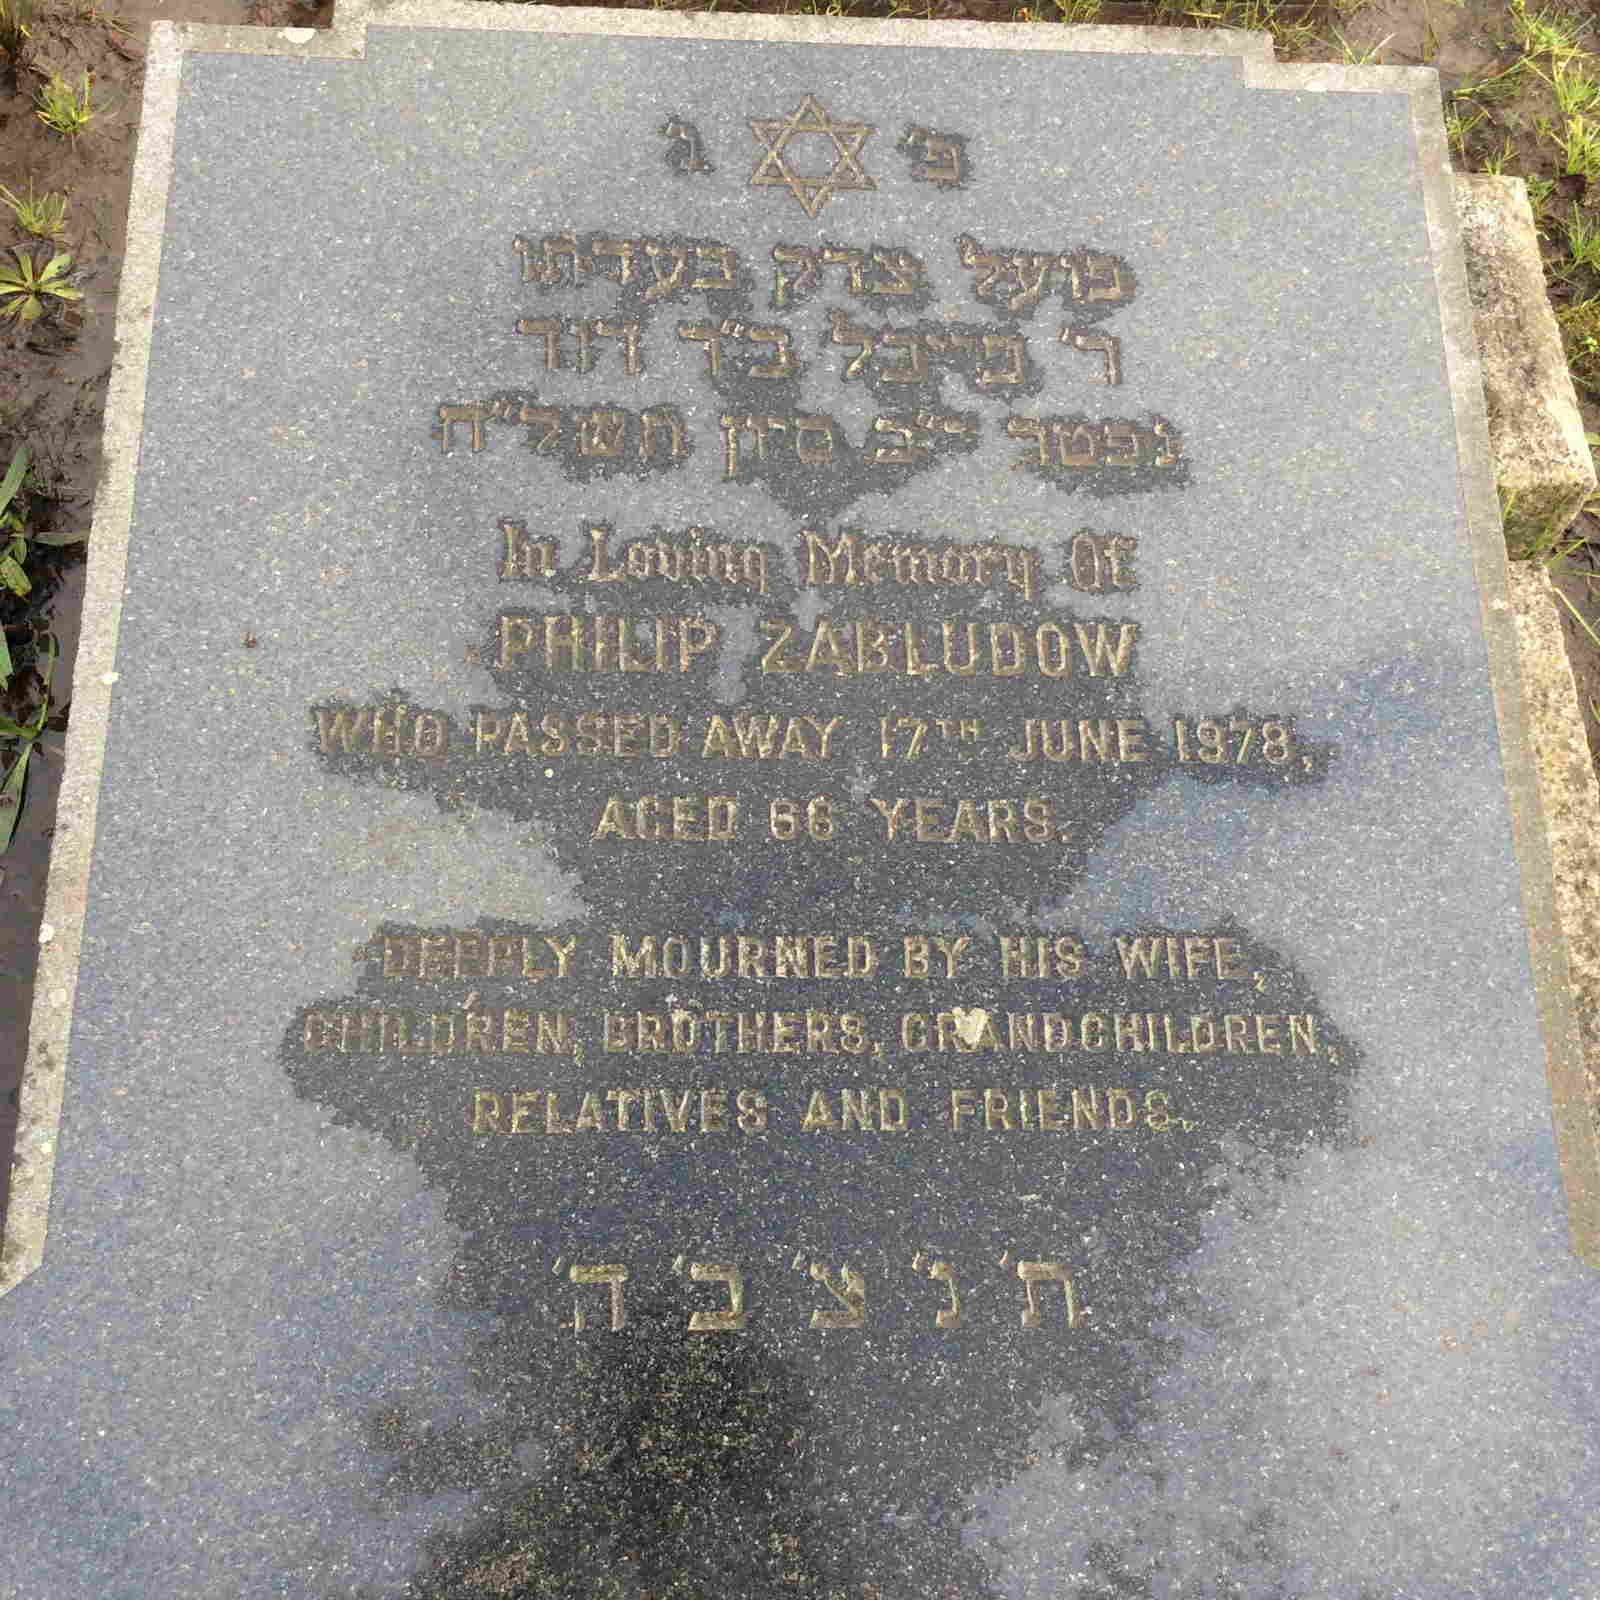 פ' נ'
פועל צדק בעדתו
ר' פייבל ב"ר דוד
נפטר י"ב סיון תשל"ח
In Loving Memory Of
PHILIP ZABLUDOW
WHO PASSED AWAY 17TH JUNE 1978,
AGED 66 YEARS.
DEEPLY MOURNED BY HIS WIFE,
CHILDREN, BROTHERS, GRANDCHILDREN,
RELATIVES AND FRIENDS.
ת' נ' צ' ב' ה'